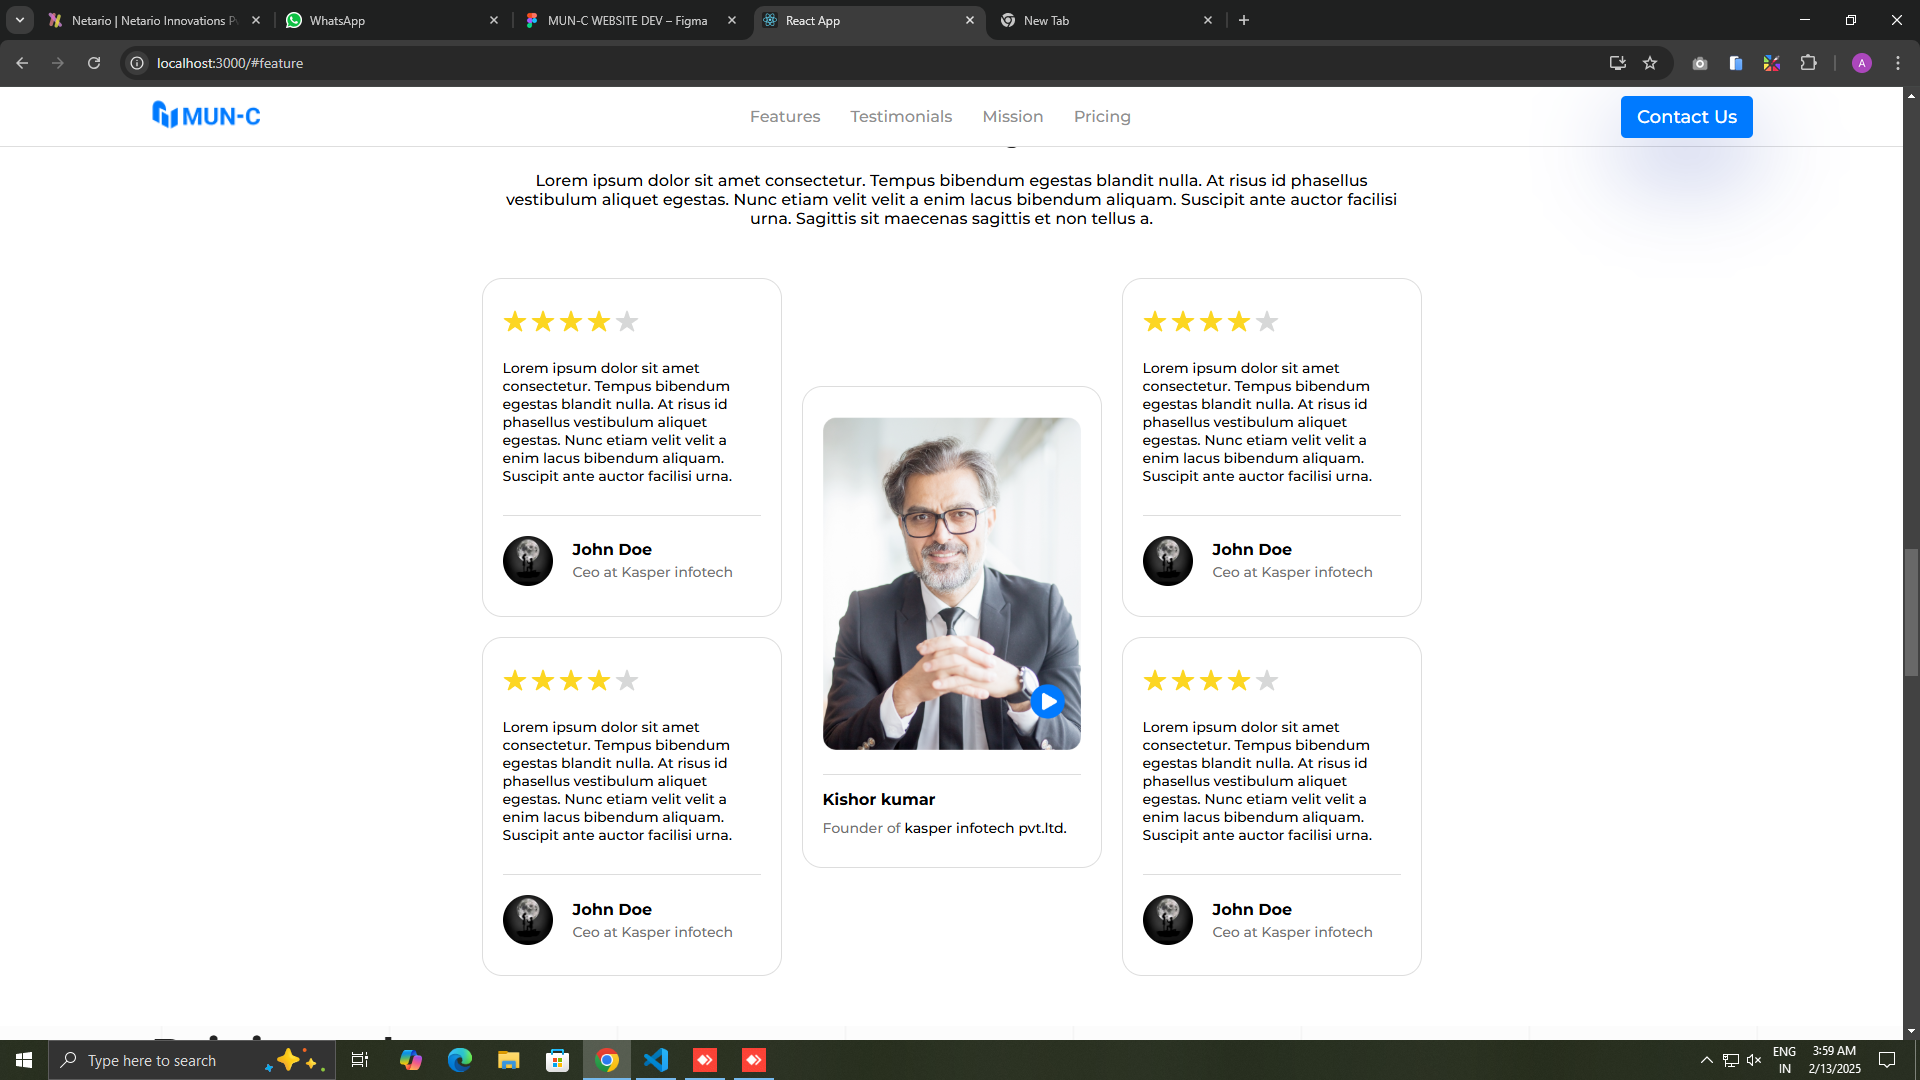 Netario | Netario Innovations P
WhatsApp
MUN-C WEBSITE DEV – Figma
React App
New Tab
localhost:3000/#feature
A
MUN-C
Features
Testimonials
Mission
Pricing
Contact Us
Lorem ipsum dolor sit amet consectetur. Tempus bibendum egestas blandit nulla. At risus id phasellus
vestibulum aliquet egestas. Nunc etiam velit velit a enim lacus bibendum aliquam. Suscipit ante auctor facilisi
urna. Sagittis sit maecenas sagittis et non tellus a.
Lorem ipsum dolor sit amet
consectetur. Tempus bibendum
egestas blandit nulla. At risus id
phasellus vestibulum aliquet
egestas. Nunc etiam velit velit a
enim lacus bibendum aliquam.
Suscipit ante auctor facilisi urna.
John Doe
Ceo at Kasper infotech
Lorem ipsum dolor sit amet
consectetur. Tempus bibendum
egestas blandit nulla. At risus id
phasellus vestibulum aliquet
egestas. Nunc etiam velit velit a
enim lacus bibendum aliquam.
Suscipit ante auctor facilisi urna.
John Doe
Ceo at Kasper infotech
Kishor kumar
Founder of kasper infotech pvt.ltd.
Lorem ipsum dolor sit amet
consectetur. Tempus bibendum
egestas blandit nulla. At risus id
phasellus vestibulum aliquet
egestas. Nunc etiam velit velit a
enim lacus bibendum aliquam.
Suscipit ante auctor facilisi urna.
John Doe
Ceo at Kasper infotech
Lorem ipsum dolor sit amet
consectetur. Tempus bibendum
egestas blandit nulla. At risus id
phasellus vestibulum aliquet
egestas. Nunc etiam velit velit a
enim lacus bibendum aliquam.
Suscipit ante auctor facilisi urna.
John Doe
Ceo at Kasper infotech
Type here to search
ENG
IN
3:59 AM
2/13/2025